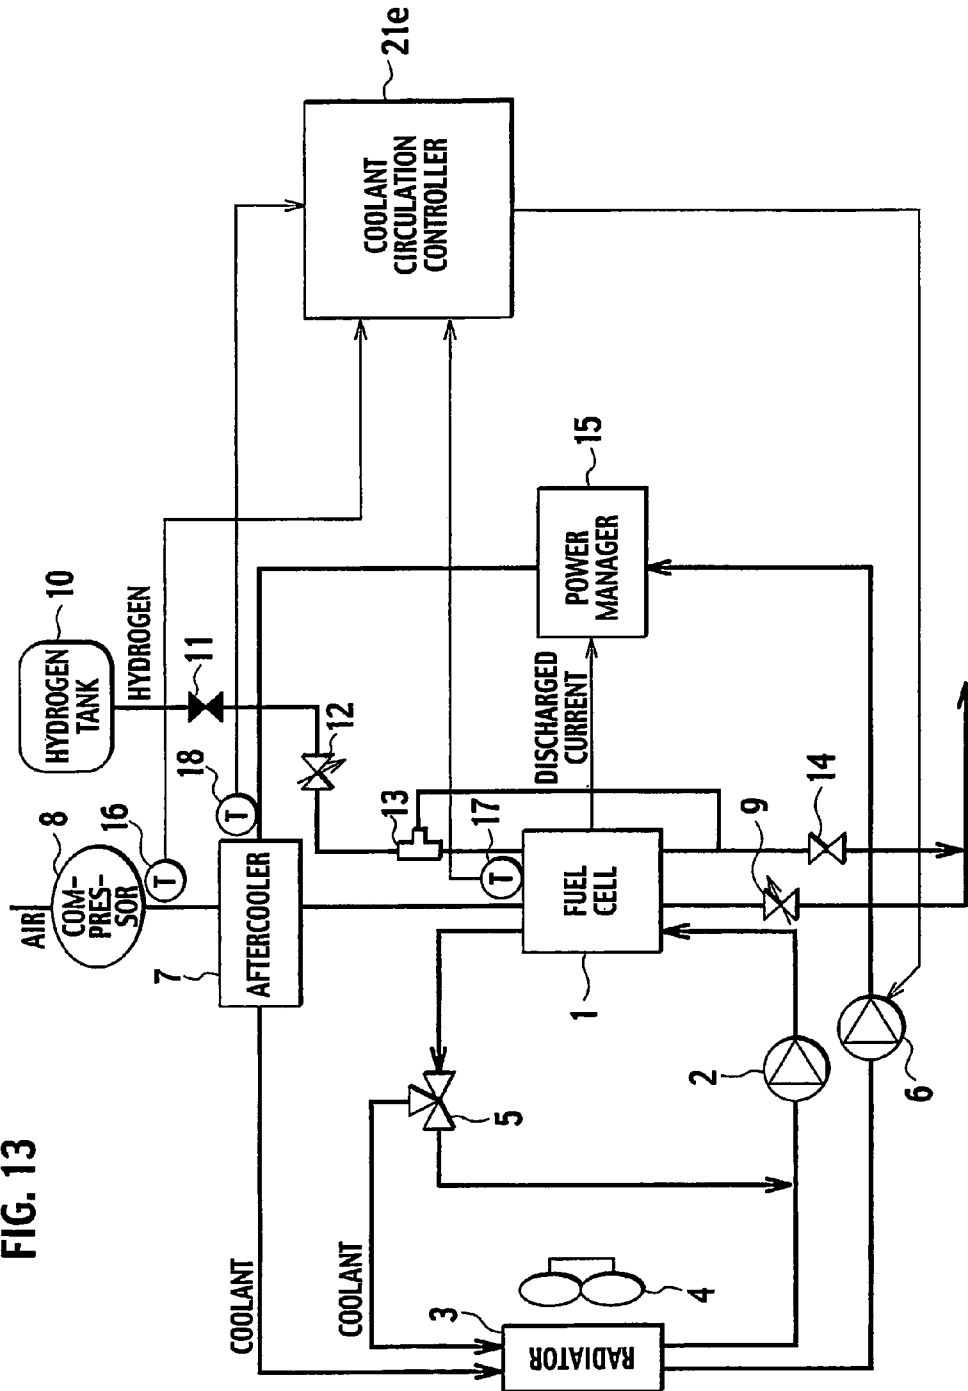 FIG. 13
AIR
8
COM-
PRES-
SOR
16
T
HYDROGEN
TANK
10
HYDROGEN
11
18
T
12
7
AFTERCOOLER
COOLANT
COOLANT
13
17
T
1
FUEL
CELL
DISCHARGED
CURRENT
15
POWER
MANAGER
21e
COOLANT
CIRCULATION
CONTROLLER
5
3
RADIATOR
4
2
6
9
14